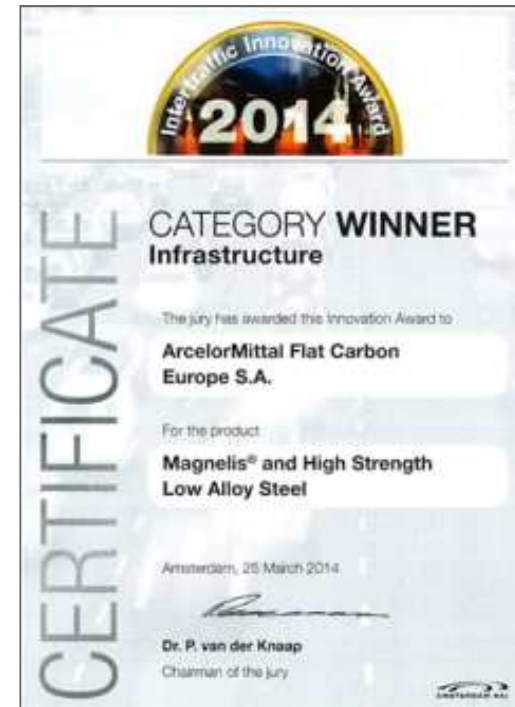 Intertraffic Innovation Award
2014
CERTIFICATE
CATEGORY WINNER
Infrastructure
The jury has awarded this Innovation Award to
ArcelorMittal Flat Carbon
Europe S.A.
For the product
Magnelis® and High Strength
Low Alloy Steel
Amsterdam, 25 March 2014
Dr. P. van der Knaap
Chairman of the jury
AMSTERDAM RAI